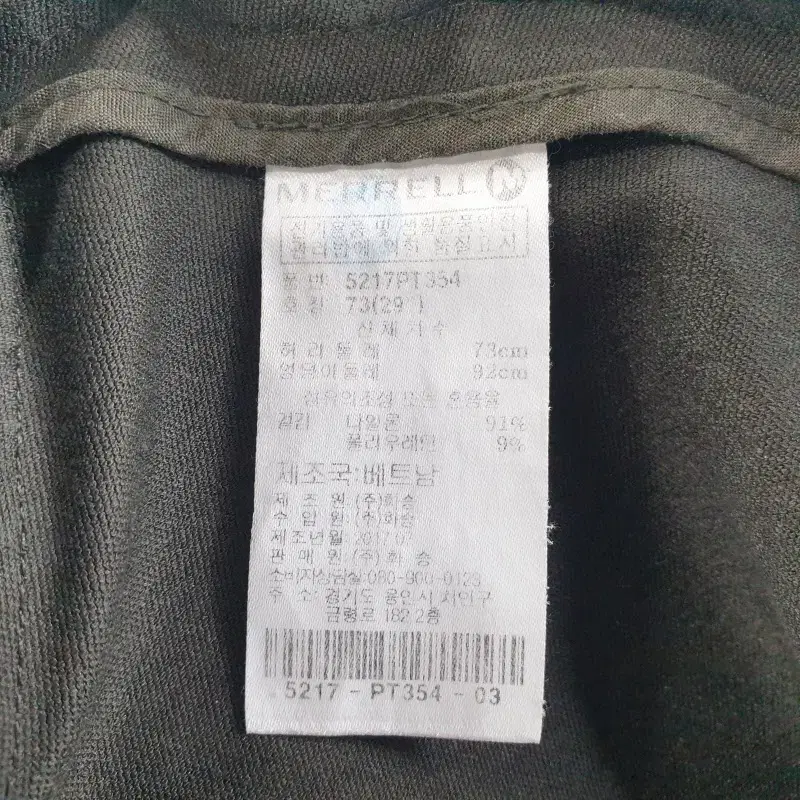 MERRELL
전기용품 및 생활용품안전
관리법에 의한 품질표시
품 번 5217PT354
호 칭 73(29")
신체치수
허리둘레 73cm
엉덩이둘레 92cm
섬유의조성 또는 혼용율
겉감 나일론 91%
폴리우레탄 9%
제조국:베트남
제 조 원 (주)화승
수 입 원:(주)화승
제조년월 2017.07
판 매 원 (주)화 승
소비자상담실:080-900-0123
주 소: 경기도 용인시 처인구
금령로 182 2층
5217 - PT354 - 03